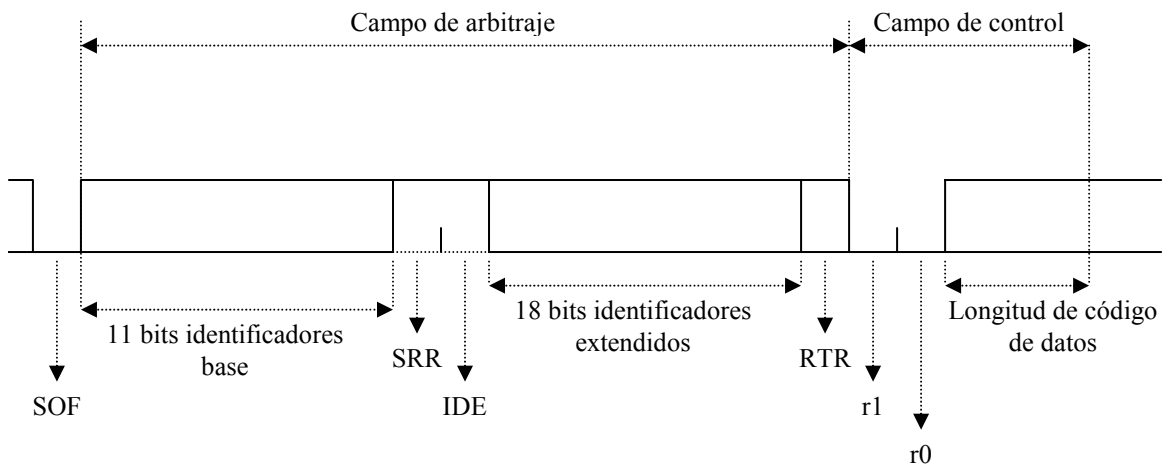 Campo de arbitraje
Campo de control
11 bits identificadores
base
18 bits identificadores
extendidos
Longitud de código
de datos
SOF
SRR
IDE
RTR
r1
r0